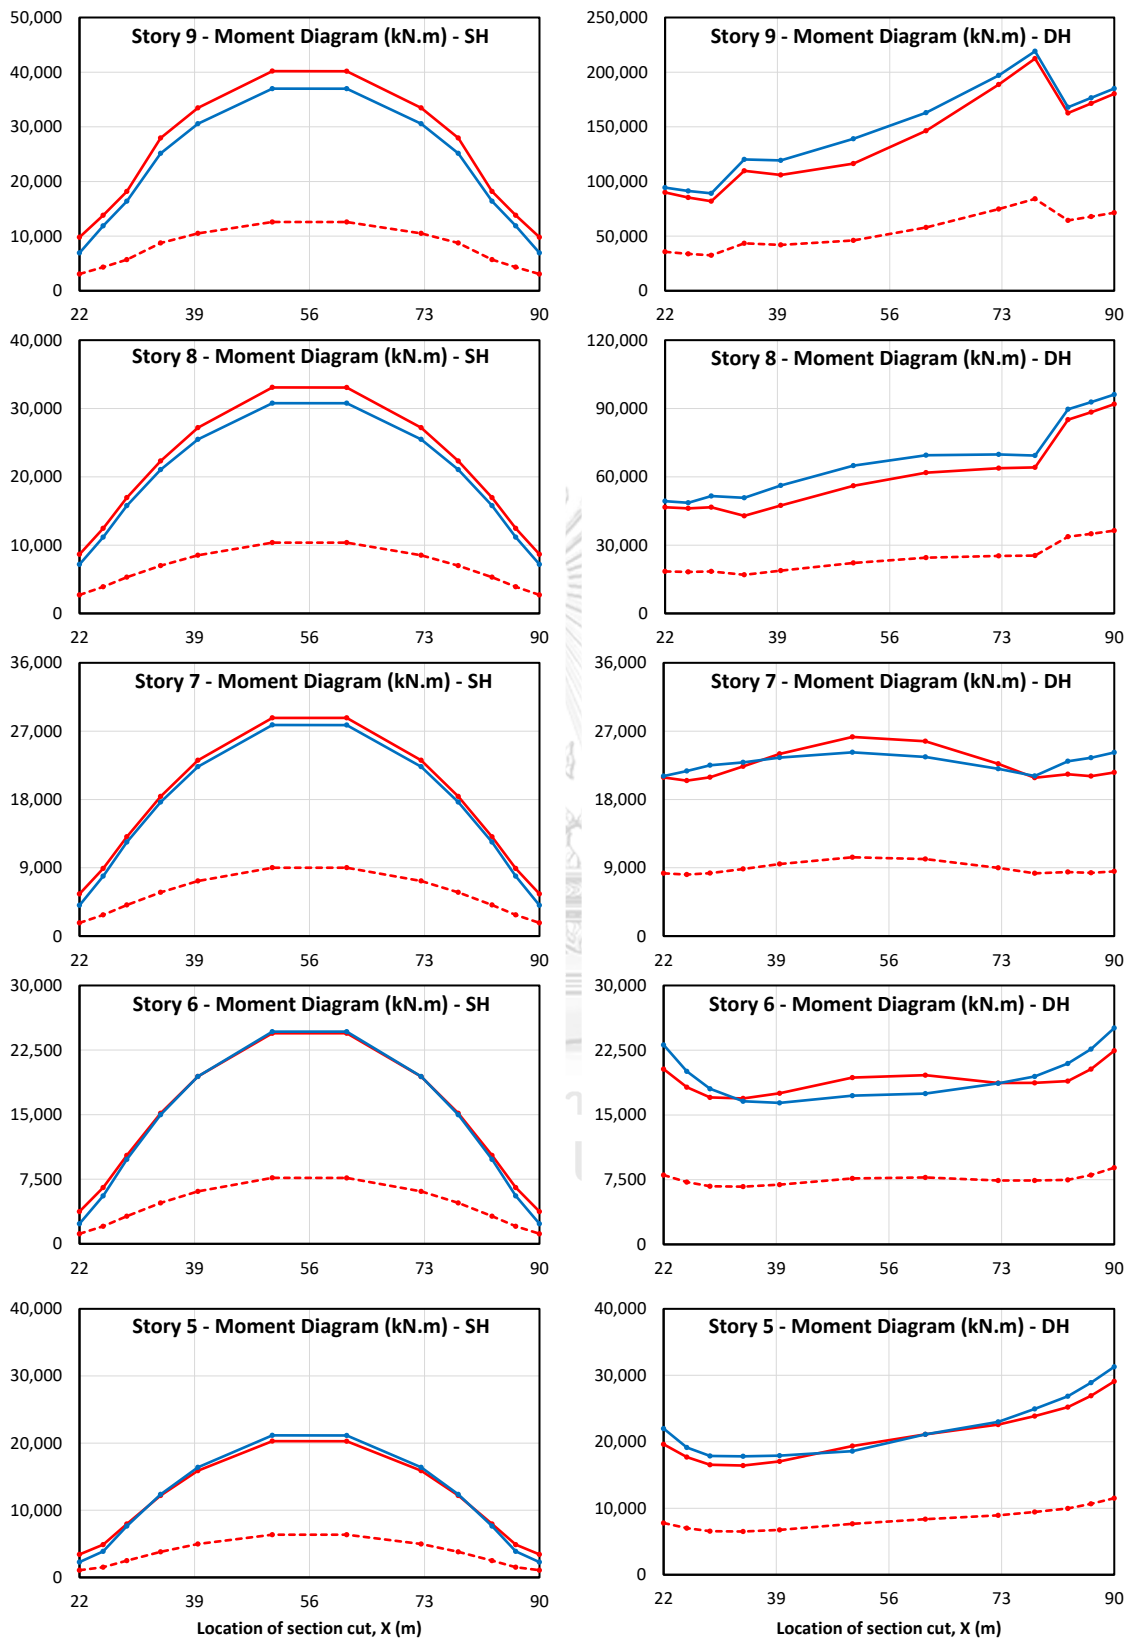 Story 9 - Moment Diagram (kN.m) - SH
50,000
40,000
30,000
20,000
10,000
0
22 39 56 73 90
Story 9 - Moment Diagram (kN.m) - DH
250,000
200,000
150,000
100,000
50,000
0
22 39 56 73 90
Story 8 - Moment Diagram (kN.m) - SH
40,000
30,000
20,000
10,000
0
22 39 56 73 90
Story 8 - Moment Diagram (kN.m) - DH
120,000
90,000
60,000
30,000
0
22 39 56 73 90
Story 7 - Moment Diagram (kN.m) - SH
36,000
27,000
18,000
9,000
0
22 39 56 73 90
Story 7 - Moment Diagram (kN.m) - DH
36,000
27,000
18,000
9,000
0
22 39 56 73 90
Story 6 - Moment Diagram (kN.m) - SH
30,000
22,500
15,000
7,500
0
22 39 56 73 90
Story 6 - Moment Diagram (kN.m) - DH
30,000
22,500
15,000
7,500
0
22 39 56 73 90
Story 5 - Moment Diagram (kN.m) - SH
40,000
30,000
20,000
10,000
0
22 39 56 73 90
Location of section cut, X (m)
Story 5 - Moment Diagram (kN.m) - DH
40,000
30,000
20,000
10,000
0
22 39 56 73 90
Location of section cut, X (m)